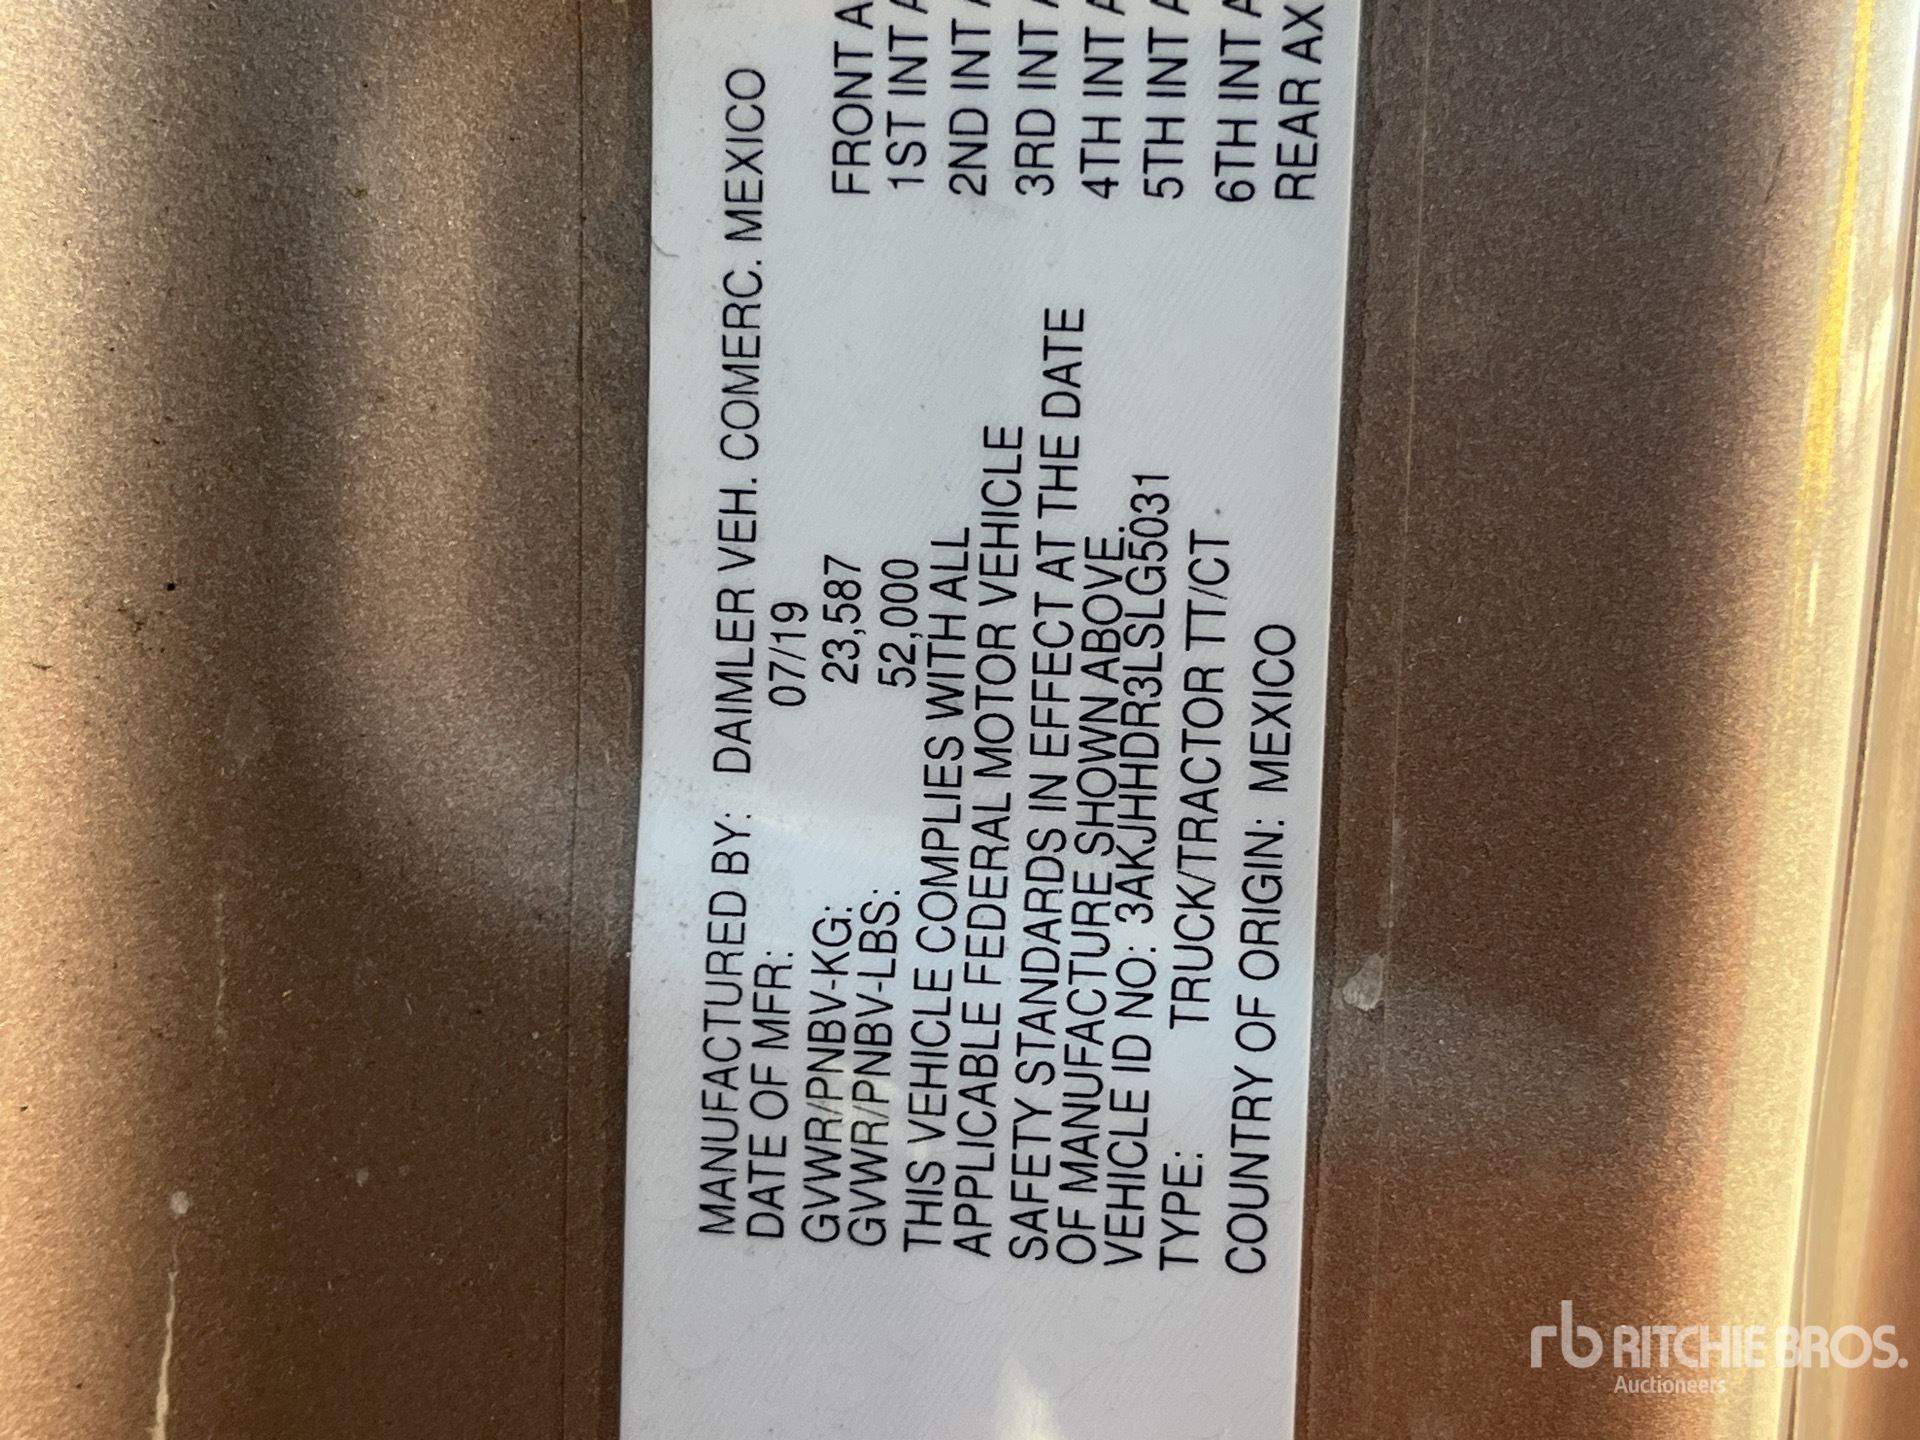 MANUFACTURED BY: DAIMLER VEH. COMERC. MEXICO
DATE OF MFR: 07/19
GVWR/PNBV-KG: 23,587
GVWR/PNBV-LBS: 52,000
THIS VEHICLE COMPLIES WITH ALL
APPLICABLE FEDERAL MOTOR VEHICLE
SAFETY STANDARDS IN EFFECT AT THE DATE
OF MANUFACTURE SHOWN ABOVE.
VEHICLE ID NO: 3AKJHHDR3LSLG5031
TYPE: TRUCK/TRACTOR TT/CT
COUNTRY OF ORIGIN: MEXICO
FRONT A
1ST INT A
2ND INT A
3RD INT A
4TH INT A
5TH INT A
6TH INT A
REAR AX
rb RITCHIE BROS.
Auctioneers